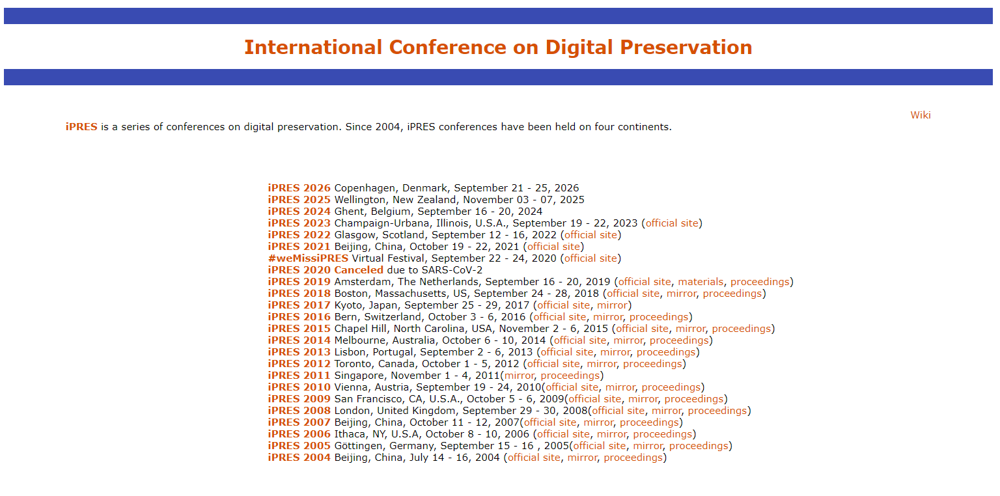 International Conference on Digital Preservation
Wiki
iPRES is a series of conferences on digital preservation. Since 2004, iPRES conferences have been held on four continents.
iPRES 2026 Copenhagen, Denmark, September 21 - 25, 2026
iPRES 2025 Wellington, New Zealand, November 03 - 07, 2025
iPRES 2024 Ghent, Belgium, September 16 - 20, 2024
iPRES 2023 Champaign-Urbana, Illinois, U.S.A., September 19 - 22, 2023 (official site)
iPRES 2022 Glasgow, Scotland, September 12 - 16, 2022 (official site)
iPRES 2021 Beijing, China, October 19 - 22, 2021 (official site)
#weMissiPRES Virtual Festival, September 22 - 24, 2020 (official site)
iPRES 2020 Canceled due to SARS-CoV-2
iPRES 2019 Amsterdam, The Netherlands, September 16 - 20, 2019 (official site, materials, proceedings)
iPRES 2018 Boston, Massachusetts, US, September 24 - 28, 2018 (official site, mirror, proceedings)
iPRES 2017 Kyoto, Japan, September 25 - 29, 2017 (official site, mirror)
iPRES 2016 Bern, Switzerland, October 3 - 6, 2016 (official site, mirror, proceedings)
iPRES 2015 Chapel Hill, North Carolina, USA, November 2 - 6, 2015 (official site, mirror, proceedings)
iPRES 2014 Melbourne, Australia, October 6 - 10, 2014 (official site, mirror, proceedings)
iPRES 2013 Lisbon, Portugal, September 2 - 6, 2013 (official site, mirror, proceedings)
iPRES 2012 Toronto, Canada, October 1 - 5, 2012 (official site, mirror, proceedings)
iPRES 2011 Singapore, November 1 - 4, 2011(mirror, proceedings)
iPRES 2010 Vienna, Austria, September 19 - 24, 2010(official site, mirror, proceedings)
iPRES 2009 San Francisco, CA, U.S.A., October 5 - 6, 2009(official site, mirror, proceedings)
iPRES 2008 London, United Kingdom, September 29 - 30, 2008(official site, mirror, proceedings)
iPRES 2007 Beijing, China, October 11 - 12, 2007(official site, mirror, proceedings)
iPRES 2006 Ithaca, NY, U.S.A, October 8 - 10, 2006 (official site, mirror, proceedings)
iPRES 2005 Göttingen, Germany, September 15 - 16 , 2005(official site, mirror, proceedings)
iPRES 2004 Beijing, China, July 14 - 16, 2004 (official site, mirror, proceedings)